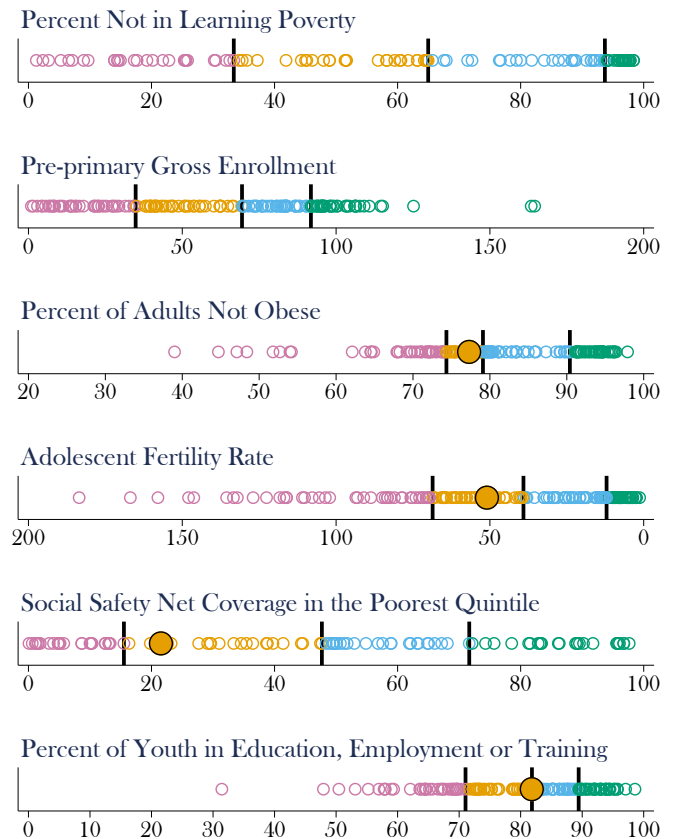 Percent Not in Learning Poverty
0 20 40 60 80 100
Pre-primary Gross Enrollment
0 50 100 150 200
Percent of Adults Not Obese
20 30 40 50 60 70 80 90 100
Adolescent Fertility Rate
200 150 100 50 0
Social Safety Net Coverage in the Poorest Quintile
0 20 40 60 80 100
Percent of Youth in Education, Employment or Training
0 10 20 30 40 50 60 70 80 90 100